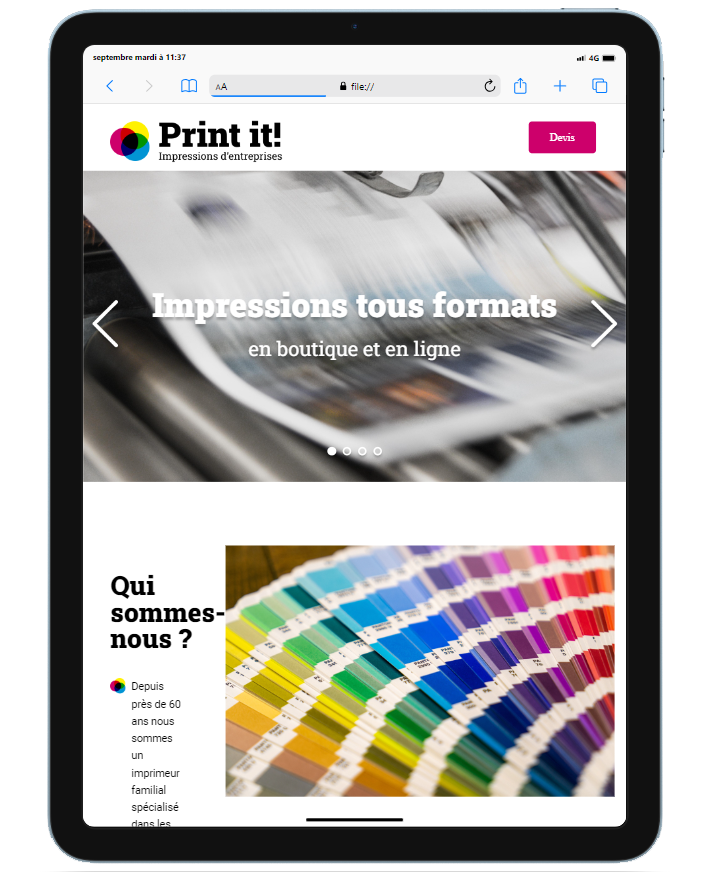 septembre mardi à 11:37
4G
AA
file://
Print it!
Impressions d'entreprises
Devis
Impressions tous formats
en boutique et en ligne
Qui
sommes-
nous ?
Depuis
près de 60
ans nous
sommes
un
imprimeur
familial
spécialisé
dans les